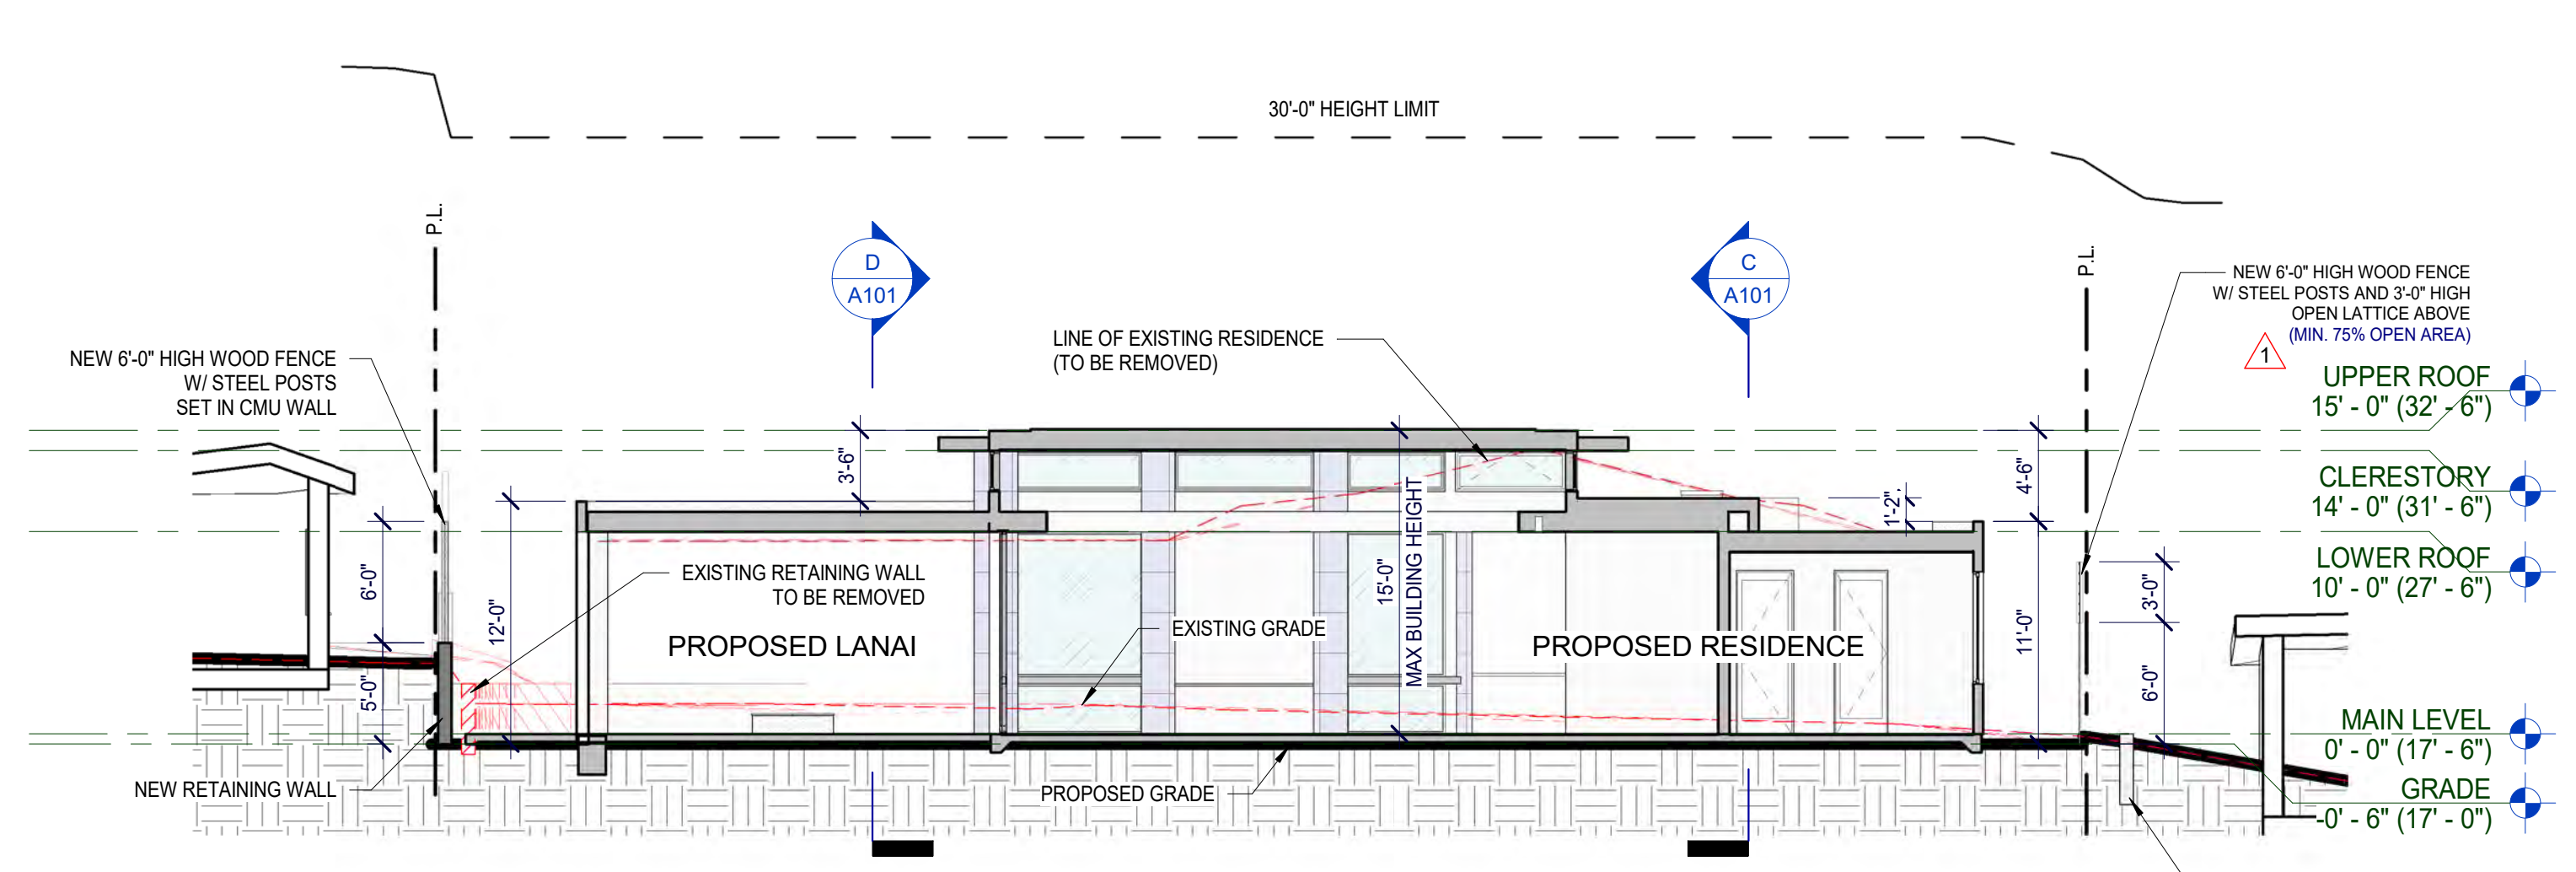 30'-0" HEIGHT LIMIT
P.L.
P.L.
D
A101
C
A101
NEW 6'-0" HIGH WOOD FENCE
W/ STEEL POSTS AND 3'-0" HIGH
OPEN LATTICE ABOVE
(MIN. 75% OPEN AREA)
1
LINE OF EXISTING RESIDENCE
(TO BE REMOVED)
NEW 6'-0" HIGH WOOD FENCE
W/ STEEL POSTS
SET IN CMU WALL
UPPER ROOF
15' - 0" (32' - 6")
CLERESTORY
14' - 0" (31' - 6")
LOWER ROOF
10' - 0" (27' - 6")
MAIN LEVEL
0' - 0" (17' - 6")
GRADE
-0' - 6" (17' - 0")
3'-6"
4'-6"
1'-2"
6'-0"
5'-0"
12'-0"
15'-0"
MAX BUILDING HEIGHT
11'-0"
3'-0"
6'-0"
EXISTING RETAINING WALL
TO BE REMOVED
EXISTING GRADE
PROPOSED LANAI
PROPOSED RESIDENCE
NEW RETAINING WALL
PROPOSED GRADE